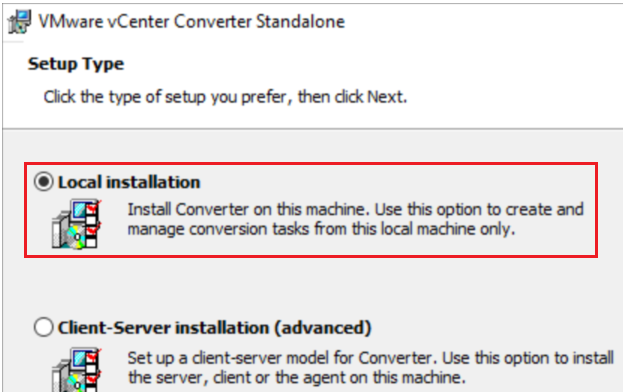 VMware vCenter Converter Standalone
Setup Type
Click the type of setup you prefer, then click Next.
Local installation
Install Converter on this machine. Use this option to create and
manage conversion tasks from this local machine only.
Client-Server installation (advanced)
Set up a client-server model for Converter. Use this option to install
the server, client or the agent on this machine.